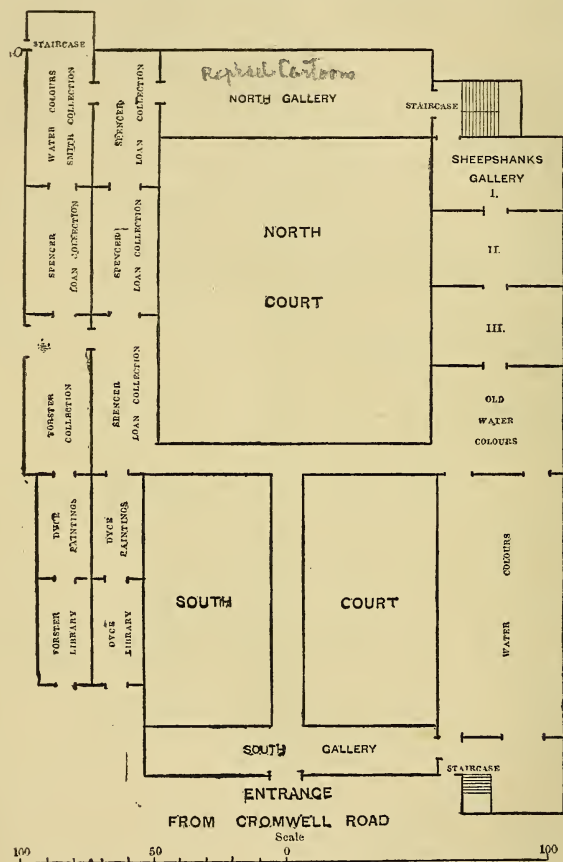 STAIRCASE
Raphael Cartoons
NORTH GALLERY
STAIRCASE
WATER COLOURS
SMITH COLLECTION
SPENCER
LOAN COLLECTION
SHEEPSHANKS
GALLERY
I.
SPENCER
LOAN COLLECTION
SPENCER
LOAN COLLECTION
NORTH
COURT
II.
III.
FORSTER
COLLECTION
SPENCER
LOAN COLLECTION
OLD
WATER
COLOURS
DYCE
PAINTINGS
DYCE
PAINTINGS
FORSTER
LIBRARY
DYCE
LIBRARY
SOUTH
COURT
WATER COLOURS
SOUTH GALLERY
STAIRCASE
ENTRANCE
FROM CROMWELL ROAD
Scale
100 50 0 100